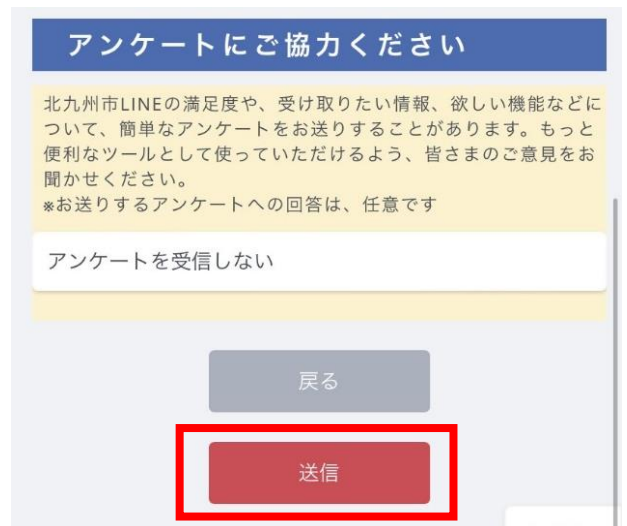 アンケートにご協力ください
北九州市LINEの満足度や、受け取りたい情報、欲しい機能などに
ついて、簡単なアンケートをお送りすることがあります。もっと
便利なツールとして使っていただけるよう、皆さまのご意見をお
聞かせください。
※お送りするアンケートへの回答は、任意です
アンケートを受信しない
戻る
送信